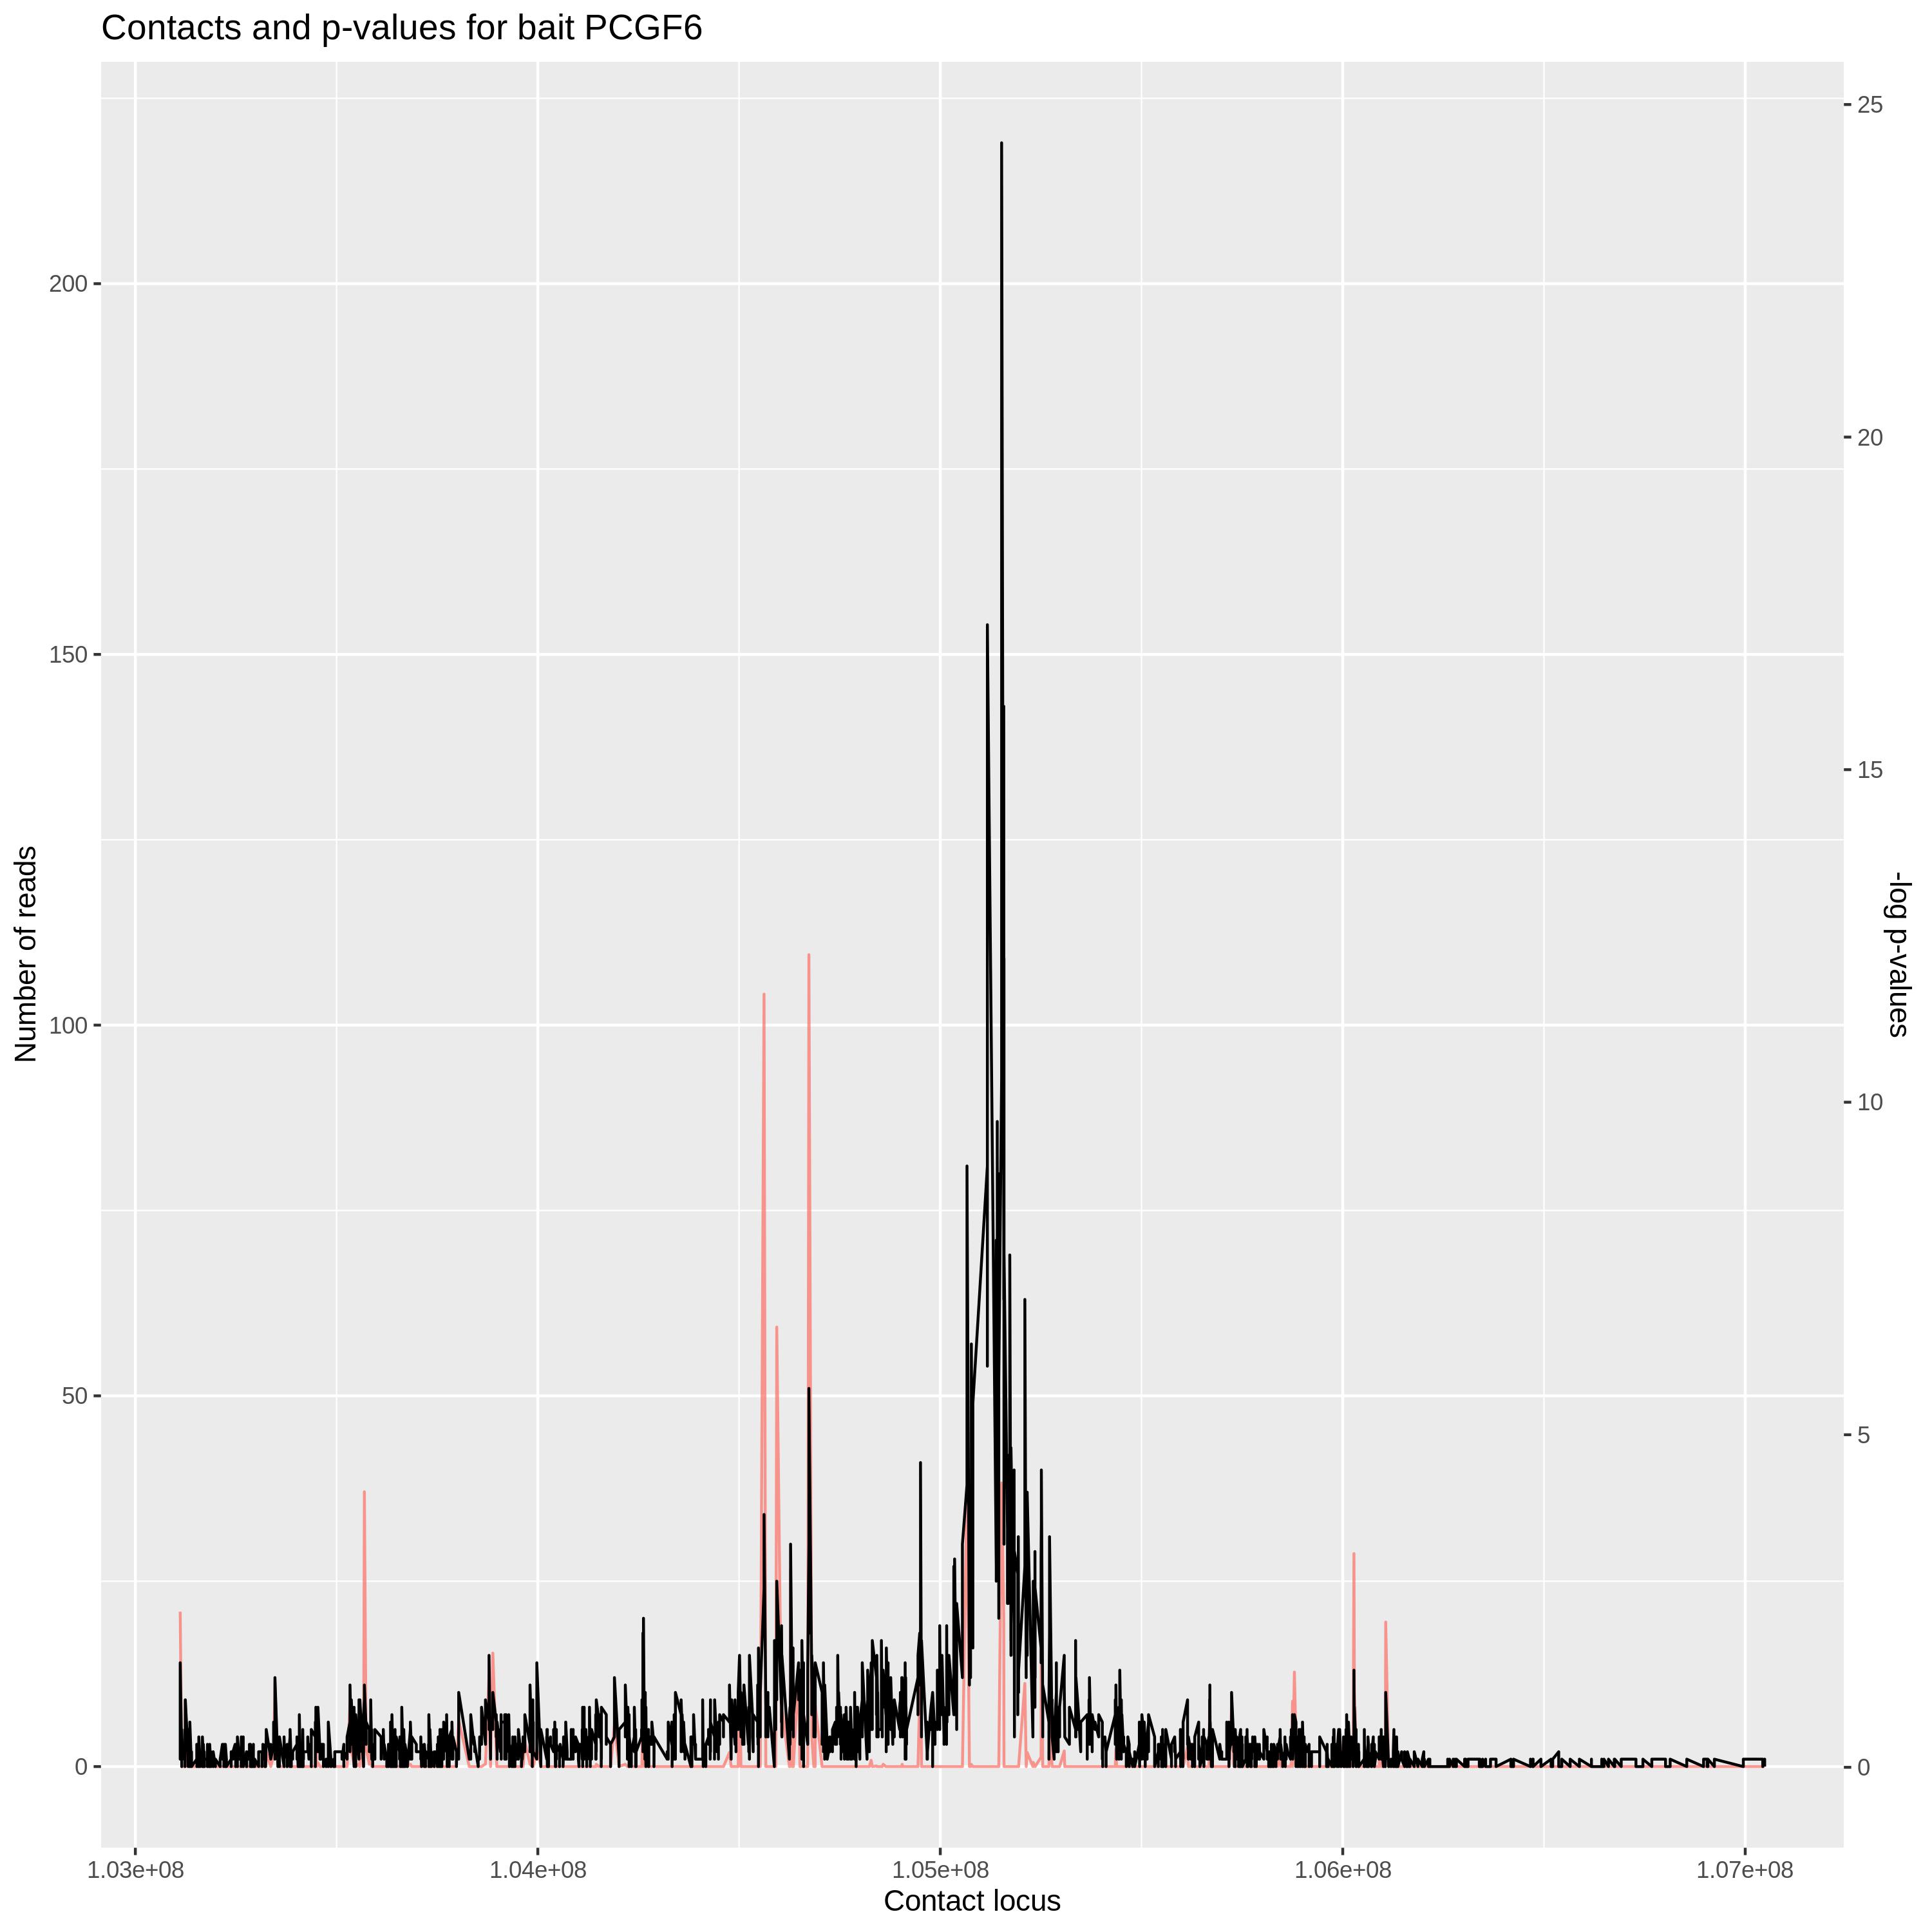 Contacts and p-values for bait PCGF6
200
150
100
50
0
Number of reads
25
20
15
10
5
0
-log p-values
1.03e+08
1.04e+08
1.05e+08
1.06e+08
1.07e+08
Contact locus